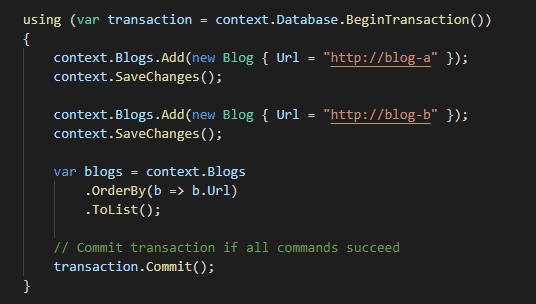 using (var transaction = context.Database.BeginTransaction())
{
    context.Blogs.Add(new Blog { Url = "http://blog-a" });
    context.SaveChanges();

    context.Blogs.Add(new Blog { Url = "http://blog-b" });
    context.SaveChanges();

    var blogs = context.Blogs
        .OrderBy(b => b.Url)
        .ToList();

    // Commit transaction if all commands succeed
    transaction.Commit();
}